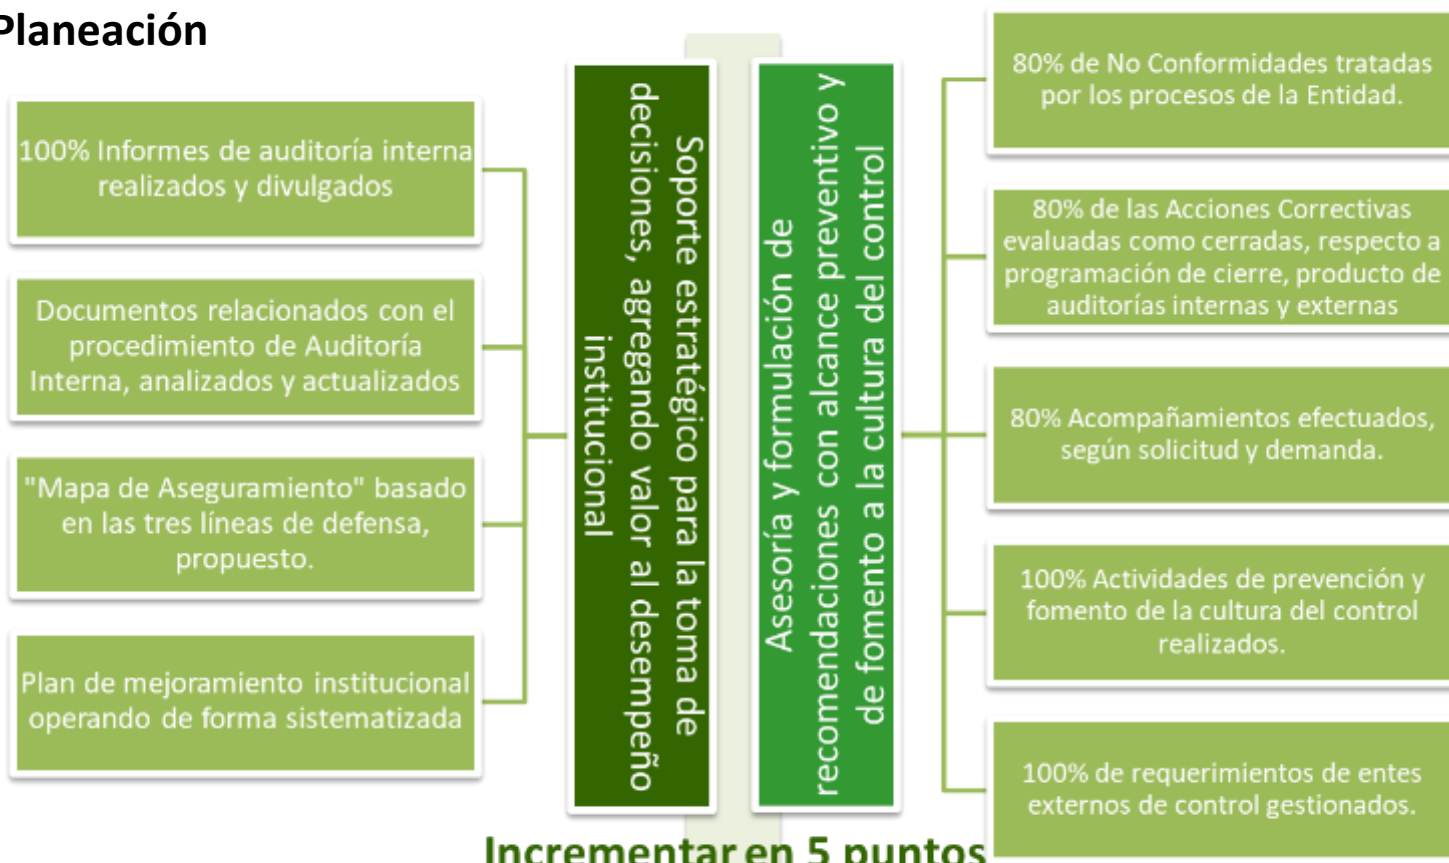 Planeación
100% Informes de auditoría interna
realizados y divulgados
Documentos relacionados con el
procedimiento de Auditoría
Interna, analizados y actualizados
"Mapa de Aseguramiento" basado
en las tres líneas de defensa,
propuesto.
Plan de mejoramiento institucional
operando de forma sistematizada
Soporte estratégico para la toma de
decisiones, agregando valor al desempeño
institucional
Asesoría y formulación de
recomendaciones con alcance preventivo y
de fomento a la cultura del control
80% de No Conformidades tratadas
por los procesos de la Entidad.
80% de las Acciones Correctivas
evaluadas como cerradas, respecto a
programación de cierre, producto de
auditorías internas y externas
80% Acompañamientos efectuados,
según solicitud y demanda.
100% Actividades de prevención y
fomento de la cultura del control
realizados.
100% de requerimientos de entes
externos de control gestionados.
Incrementar en 5 puntos